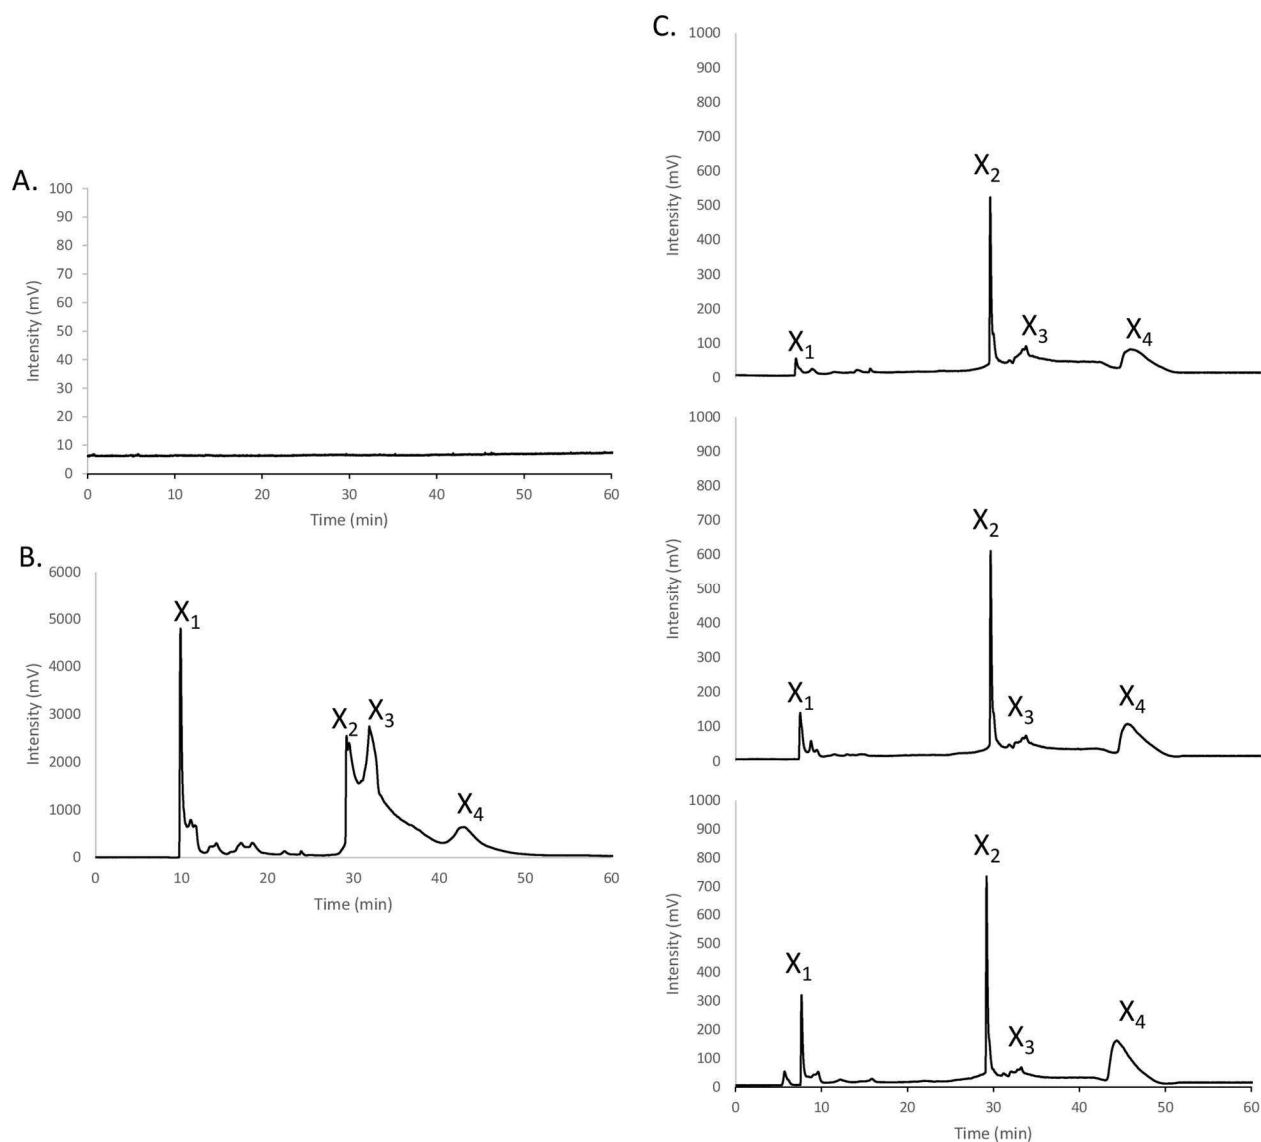 A.
100
90
80
70
60
50
40
30
20
10
0
Intensity (mV)
0 10 20 30 40 50 60
Time (min)
B.
6000
5000
4000
3000
2000
1000
0
Intensity (mV)
X1
X2
X3
X4
0 10 20 30 40 50 60
Time (min)
C.
1000
900
800
700
600
500
400
300
200
100
0
Intensity (mV)
X1
X2
X3
X4
1000
900
800
700
600
500
400
300
200
100
0
Intensity (mV)
X1
X2
X3
X4
1000
900
800
700
600
500
400
300
200
100
0
Intensity (mV)
X1
X2
X3
X4
0 10 20 30 40 50 60
Time (min)